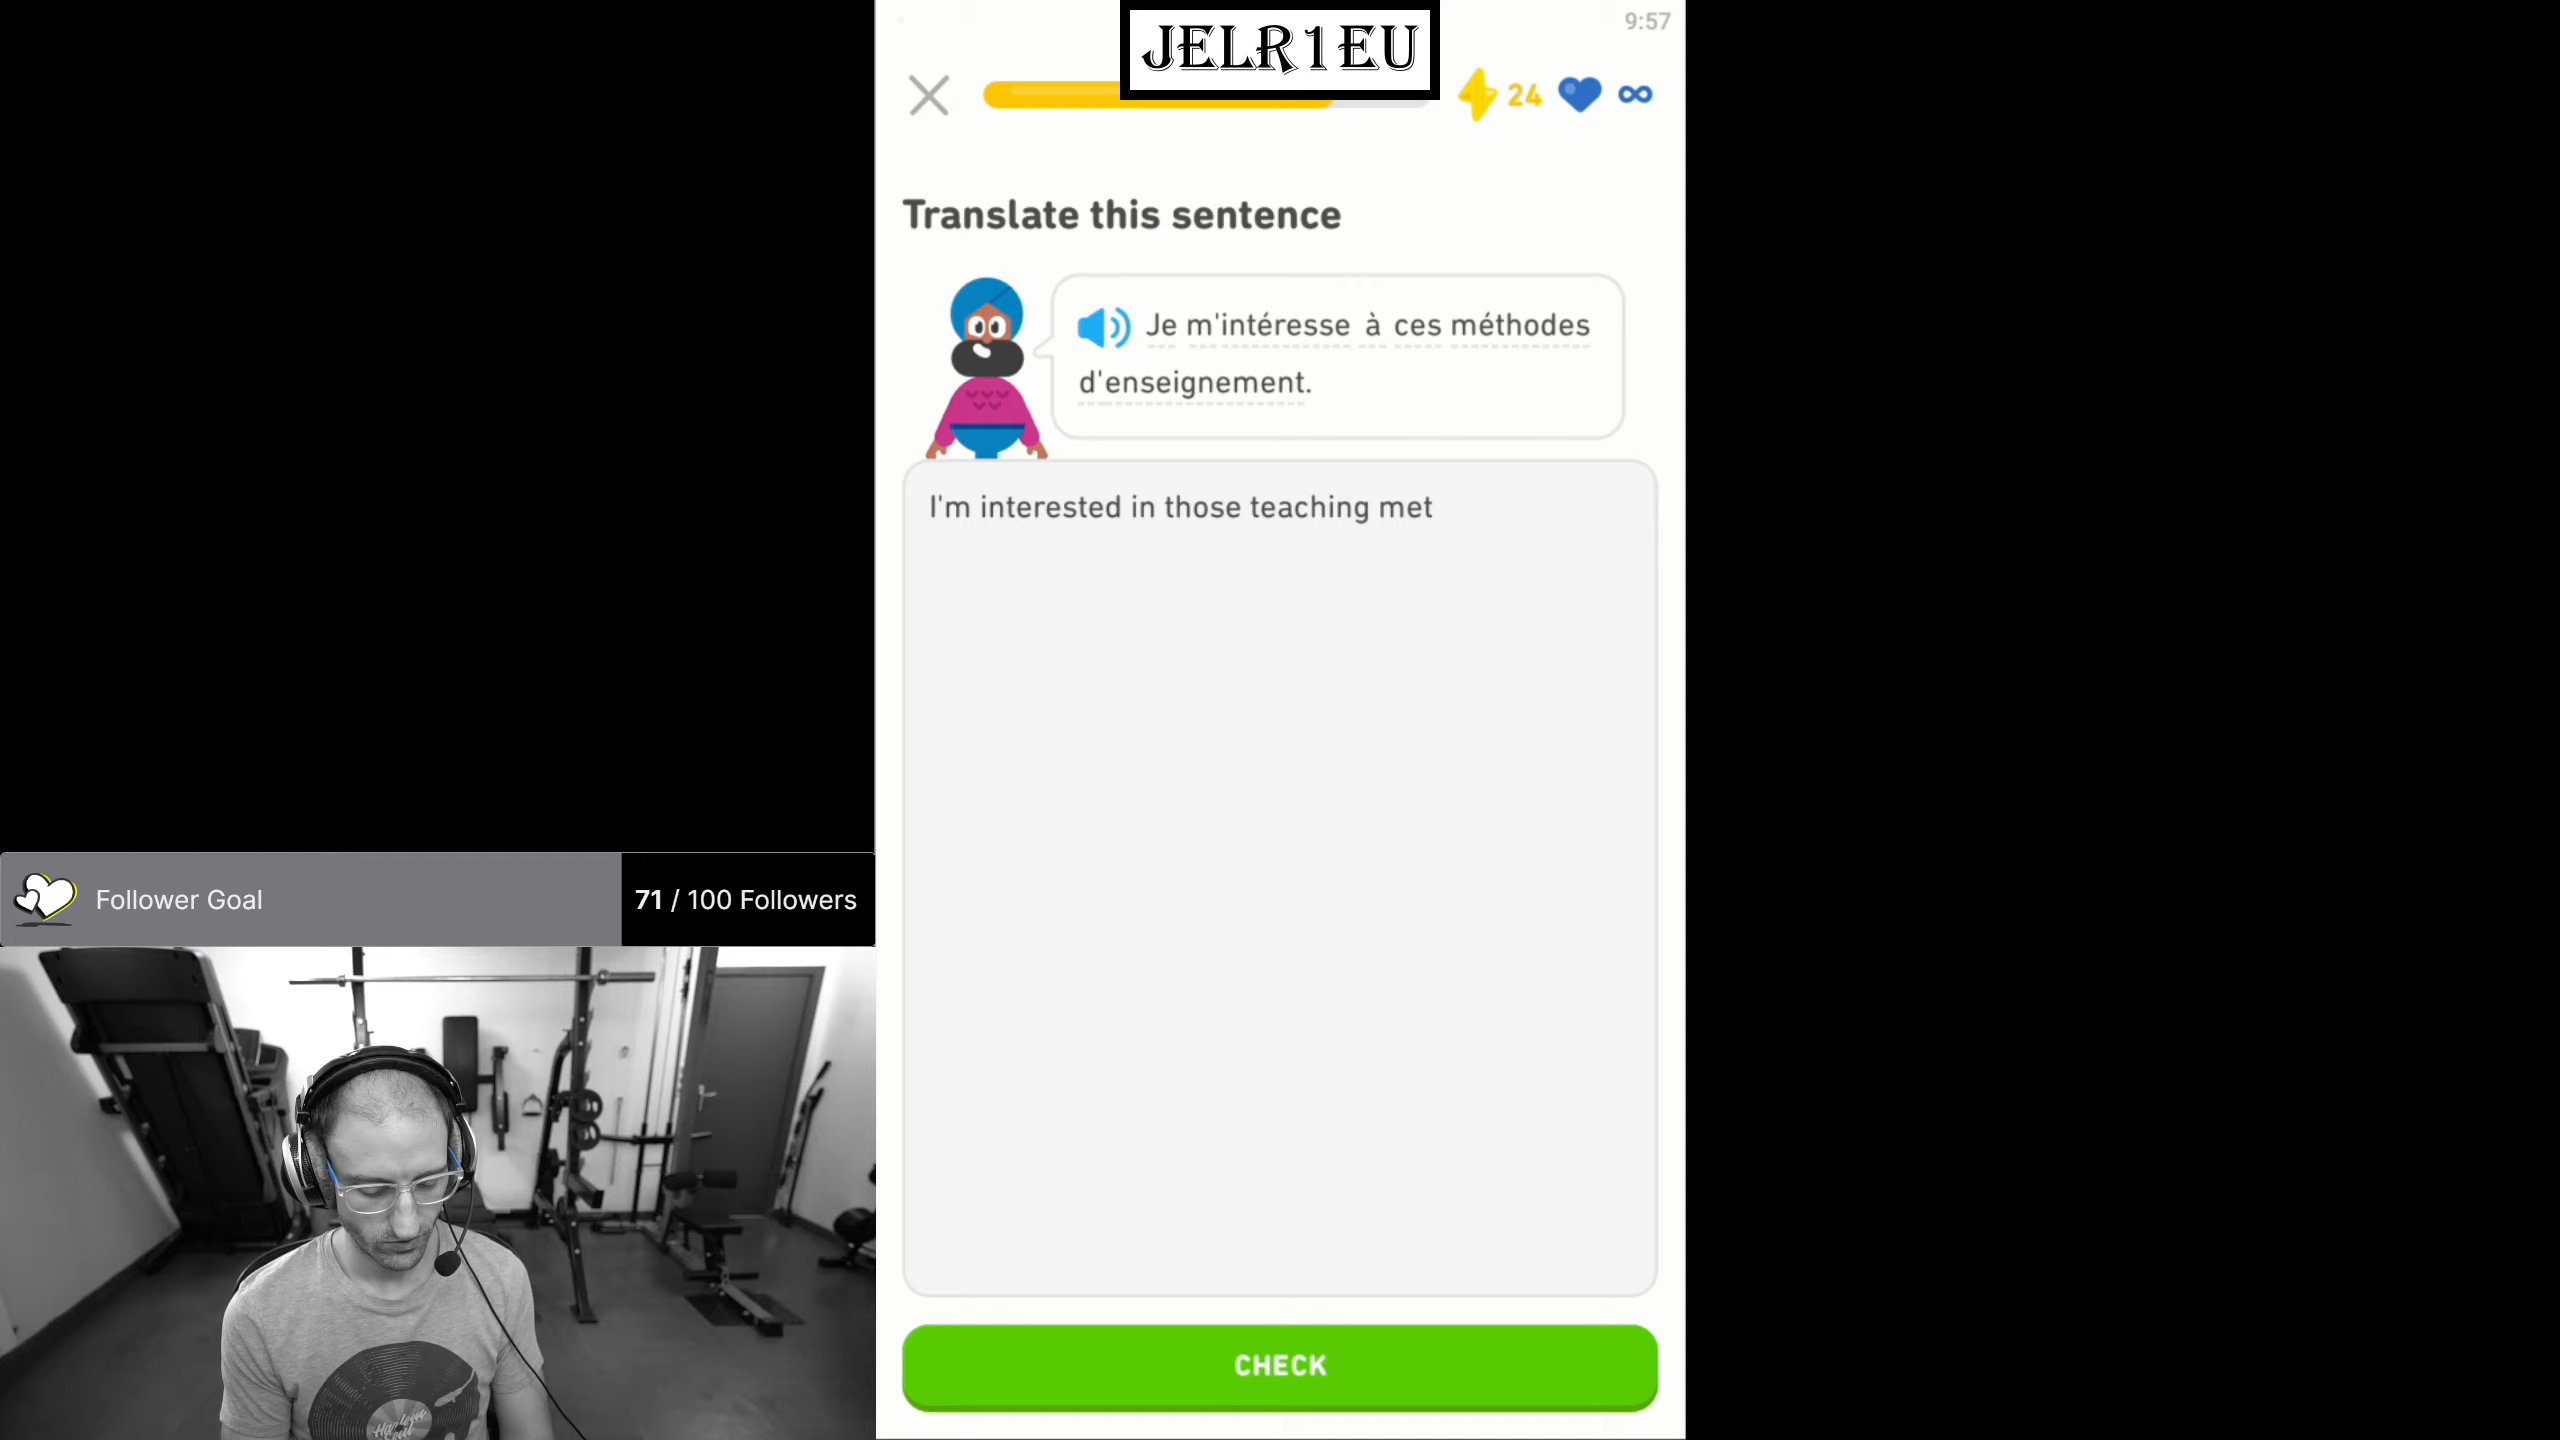 JELR1EU
9:57
24
Translate this sentence
Je m'intéresse à ces méthodes
d'enseignement.
I'm interested in those teaching met
Follower Goal
71 / 100 Followers
CHECK